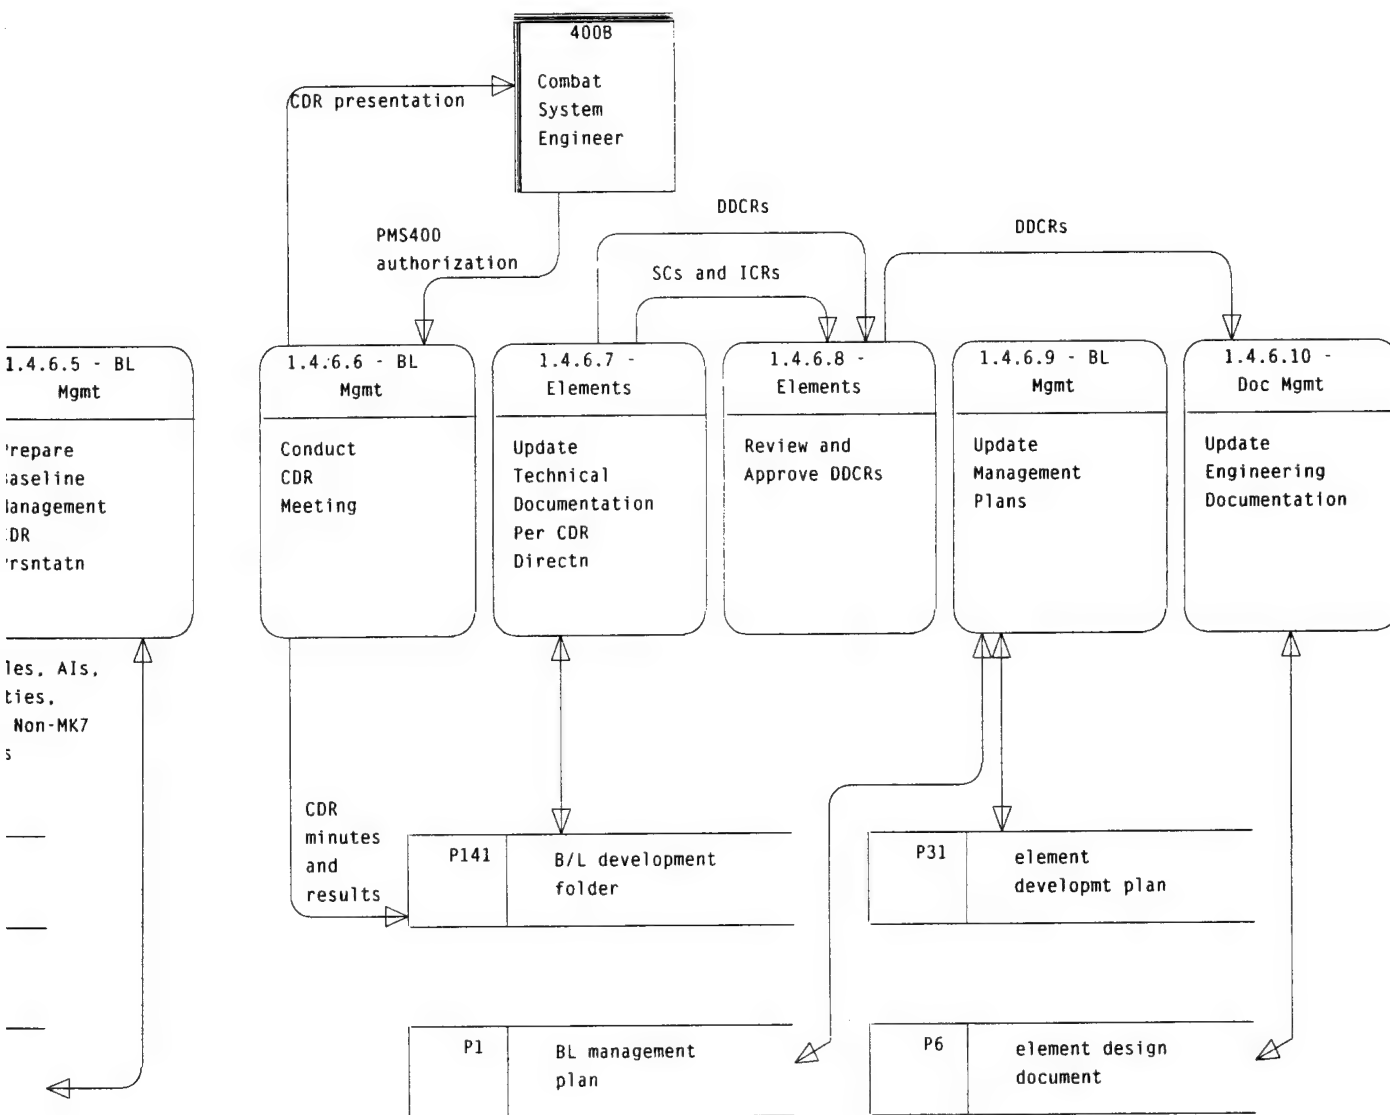 400B
Combat
System
Engineer
CDR presentation
PMS400
authorization
DDCRs
SCs and ICRs
DDCRs
1.4.6.5 - BL
Mgmt
Management
1.4.6.6 - BL
Mgmt
Conduct
CDR
Meeting
1.4.6.7 -
Elements
Update
Technical
Documentation
Per CDR
Directn
1.4.6.8 -
Elements
Review and
Approve DDCRs
1.4.6.9 - BL
Mgmt
Update
Management
Plans
1.4.6.10 -
Doc Mgmt
Update
Engineering
Documentation
les, AIs,
ties,
Non-MK7
s
CDR
minutes
and
results
P141
B/L development
folder
P31
element
developmt plan
P1
BL management
plan
P6
element design
document